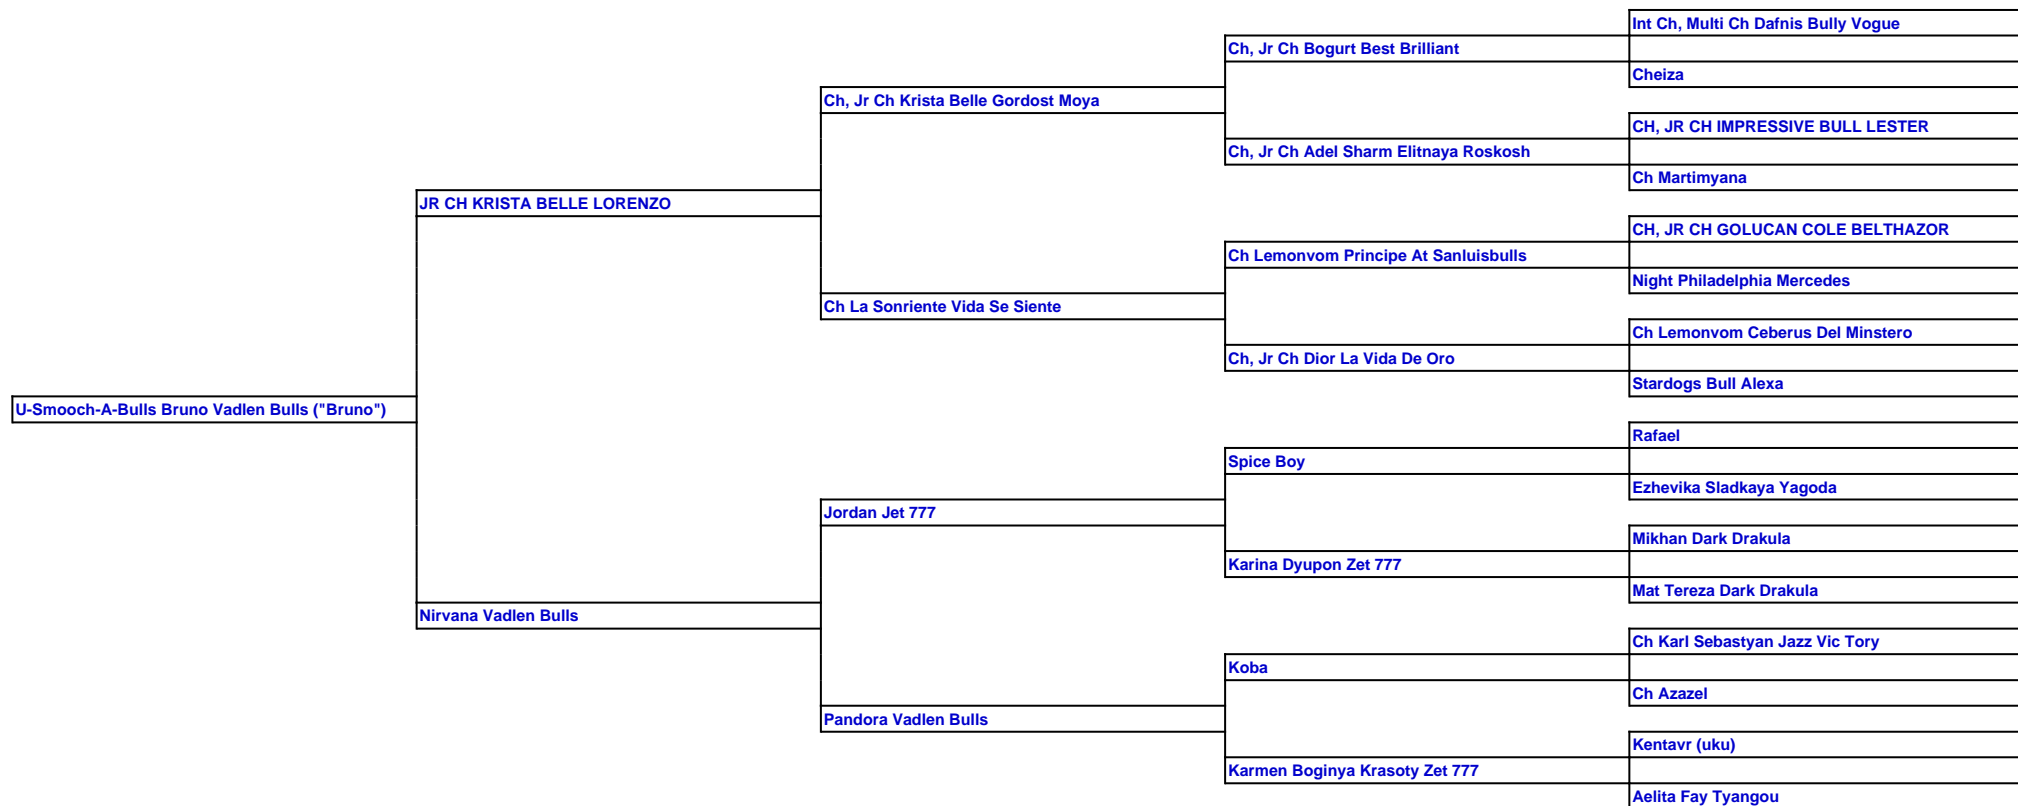 Int Ch, Multi Ch Dafnis Bully Vogue
Ch, Jr Ch Bogurt Best Brilliant
Cheiza
Ch, Jr Ch Krista Belle Gordost Moya
CH, JR CH IMPRESSIVE BULL LESTER
Ch, Jr Ch Adel Sharm Elitnaya Roskosh
Ch Martimyana
JR CH KRISTA BELLE LORENZO
CH, JR CH GOLUCAN COLE BELTHAZOR
Ch Lemonvom Principe At Sanluisbulls
Night Philadelphia Mercedes
Ch La Sonriente Vida Se Siente
Ch Lemonvom Ceberus Del Minstero
Ch, Jr Ch Dior La Vida De Oro
Stardogs Bull Alexa
U-Smooch-A-Bulls Bruno Vadlen Bulls ("Bruno")
Rafael
Spice Boy
Ezhevika Sladkaya Yagoda
Jordan Jet 777
Mikhan Dark Drakula
Karina Dyupon Zet 777
Mat Tereza Dark Drakula
Nirvana Vadlen Bulls
Ch Karl Sebastyan Jazz Vic Tory
Koba
Ch Azazel
Pandora Vadlen Bulls
Kentavr (uku)
Karmen Boginya Krasoty Zet 777
Aelita Fay Tyangou